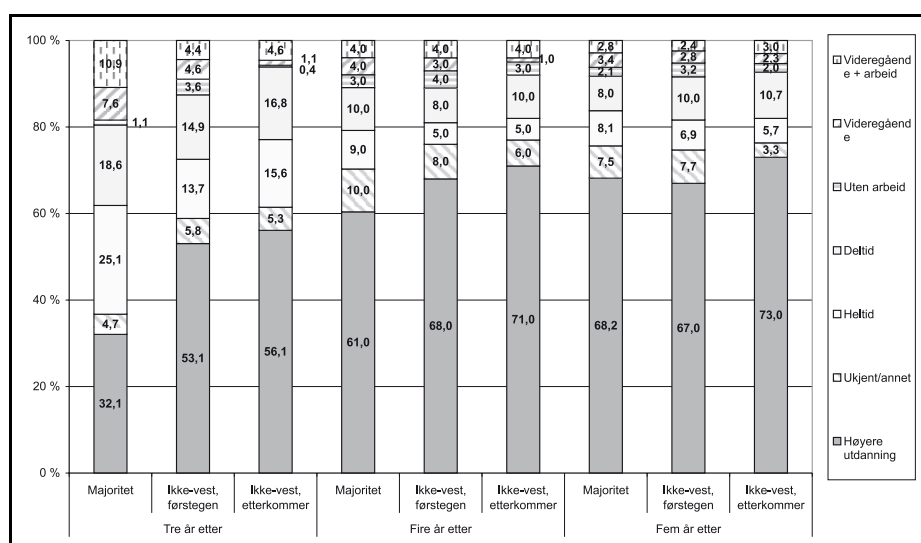 100 %
80 %
60 %
40 %
20 %
0 %
10,9
7,6
1,1
18,6
25,1
4,7
32,1
4,4
4,6
3,6
14,9
13,7
5,8
53,1
4,6
1,1
0,4
16,8
15,6
5,3
56,1
4,0
4,0
3,0
10,0
9,0
10,0
61,0
4,0
3,0
4,0
8,0
5,0
8,0
68,0
4,0
1,0
3,0
10,0
5,0
6,0
71,0
2,8
3,4
2,1
8,0
8,1
7,5
68,2
2,4
2,8
3,2
10,0
6,9
7,7
67,0
3,0
2,3
2,0
10,7
5,7
3,3
73,0
Majoritet
Ikke-vest,
førstegen
Ikke-vest,
etterkommer
Majoritet
Ikke-vest,
førstegen
Ikke-vest,
etterkommer
Majoritet
Ikke-vest,
førstegen
Ikke-vest,
etterkommer
Tre år etter
Fire år etter
Fem år etter
Videregåend
e + arbeid
Videregåend
e
Uten arbeid
Deltid
Heltid
Ukjent/annet
Høyere
utdanning